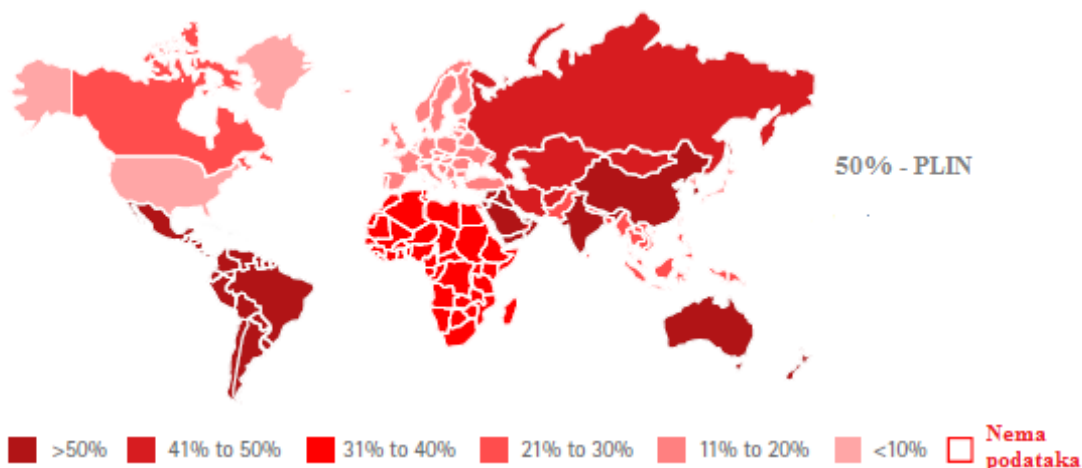 50% - PLIN
>50%
41% to 50%
31% to 40%
21% to 30%
11% to 20%
<10%
Nema
podataka